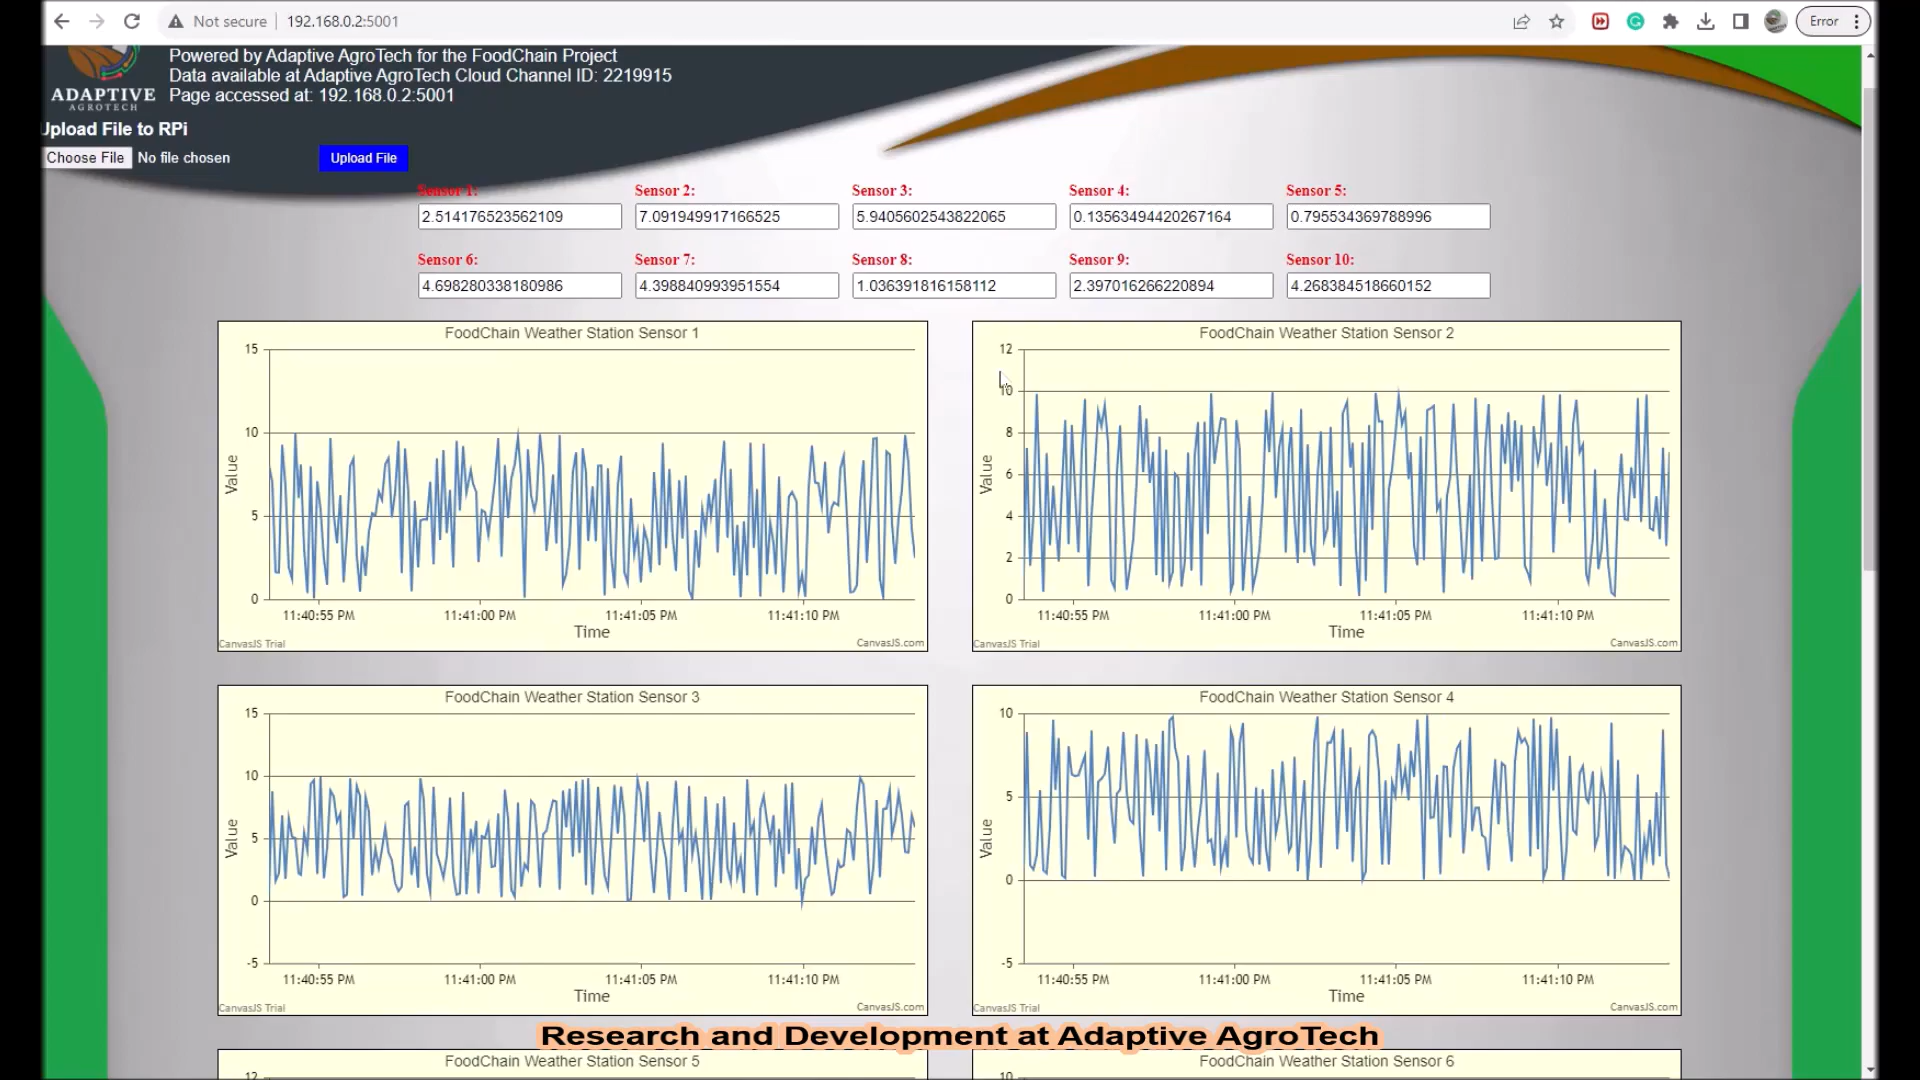 Not secure
192.168.0.2:5001
Error
Powered by Adaptive AgroTech for the FoodChain Project
Data available at Adaptive AgroTech Cloud Channel ID: 2219915
Page accessed at: 192.168.0.2:5001
ADAPTIVE
AGROTECH
Upload File to RPi
Choose File No file chosen
Upload File
Sensor 1: Sensor 2: Sensor 3: Sensor 4: Sensor 5:
2.514176523562109 7.091949917166525 5.9405602543822065 0.13563494420267164 0.795534369788996
Sensor 6: Sensor 7: Sensor 8: Sensor 9: Sensor 10:
4.698280338180986 4.398840993951554 1.036391816158112 2.397016266220894 4.268384518660152
FoodChain Weather Station Sensor 1
15
10
5
0
Value
11:40:55 PM 11:41:00 PM 11:41:05 PM 11:41:10 PM
Time
CanvasJS Trial
CanvasJS.com
FoodChain Weather Station Sensor 2
12
10
8
6
4
2
0
Value
11:40:55 PM 11:41:00 PM 11:41:05 PM 11:41:10 PM
Time
CanvasJS Trial
CanvasJS.com
FoodChain Weather Station Sensor 3
15
10
5
0
-5
Value
11:40:55 PM 11:41:00 PM 11:41:05 PM 11:41:10 PM
Time
CanvasJS Trial
CanvasJS.com
FoodChain Weather Station Sensor 4
10
5
0
-5
Value
11:40:55 PM 11:41:00 PM 11:41:05 PM 11:41:10 PM
Time
CanvasJS Trial
CanvasJS.com
Research and Development at Adaptive AgroTech
FoodChain Weather Station Sensor 5
12
FoodChain Weather Station Sensor 6
10